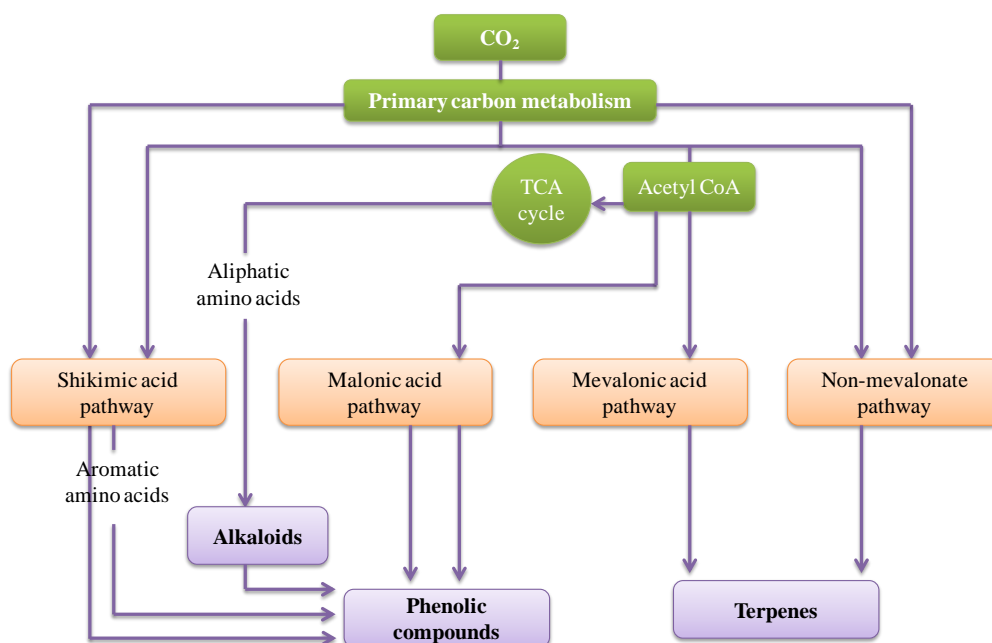 CO₂
Primary carbon metabolism
TCA
cycle
Acetyl CoA
Aliphatic
amino acids
Shikimic acid
pathway
Malonic acid
pathway
Mevalonic acid
pathway
Non-mevalonate
pathway
Aromatic
amino acids
Alkaloids
Phenolic
compounds
Terpenes